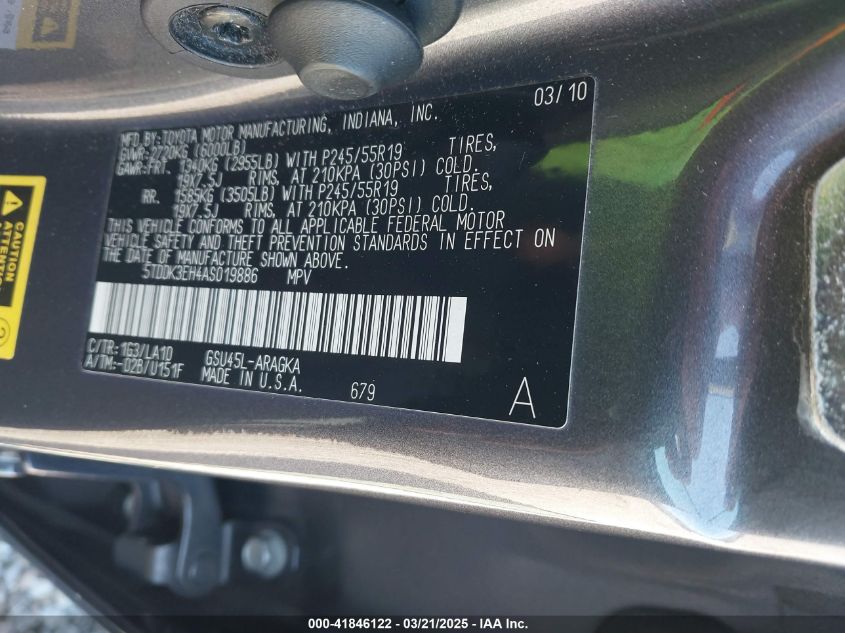 03/10
MFD.BY: TOYOTA MOTOR MANUFACTURING, INDIANA, INC.
GVWR: 2720KG (6000LB)
GAWR:FRT. 1340KG (2955LB) WITH P245/55R19 TIRES,
19X7.5J RIMS, AT 210KPA (30PSI) COLD.
RR. 1585KG (3505LB) WITH P245/55R19 TIRES,
19X7.5J RIMS, AT 210KPA (30PSI) COLD.
THIS VEHICLE CONFORMS TO ALL APPLICABLE FEDERAL MOTOR
VEHICLE SAFETY AND THEFT PREVENTION STANDARDS IN EFFECT ON
THE DATE OF MANUFACTURE SHOWN ABOVE.
5TDDK3EH4AS019886 MPV
C/TR: 1G3/LA10 GSU45L-ARAGKA
A/TM: -02B/U151F MADE IN U.S.A.
679
A
CAUTION
ATTENTION
2
000-41846122 — 03/21/2025 — IAA Inc.